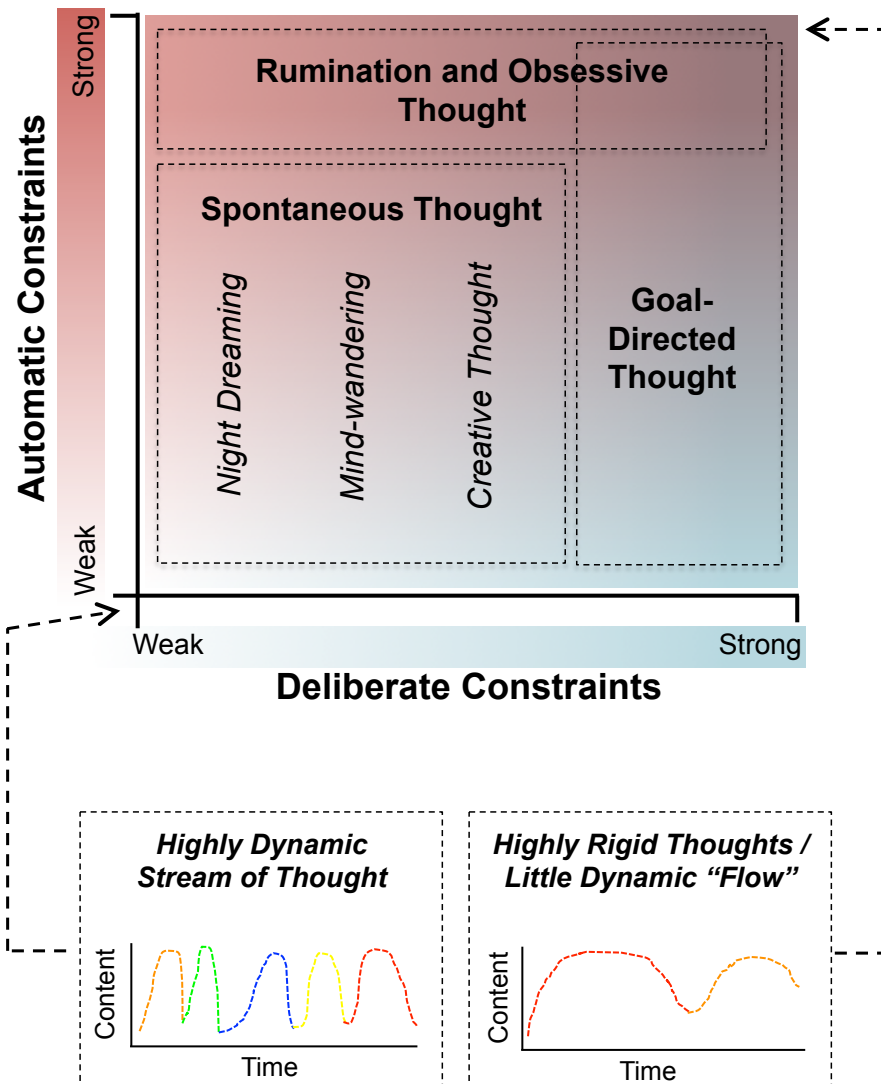 Strong
Automatic Constraints
Weak
Rumination and Obsessive
Thought
Spontaneous Thought
Night Dreaming
Mind-wandering
Creative Thought
Goal-
Directed
Thought
Weak
Strong
Deliberate Constraints
Highly Dynamic
Stream of Thought
Content
Time
Highly Rigid Thoughts /
Little Dynamic “Flow”
Content
Time